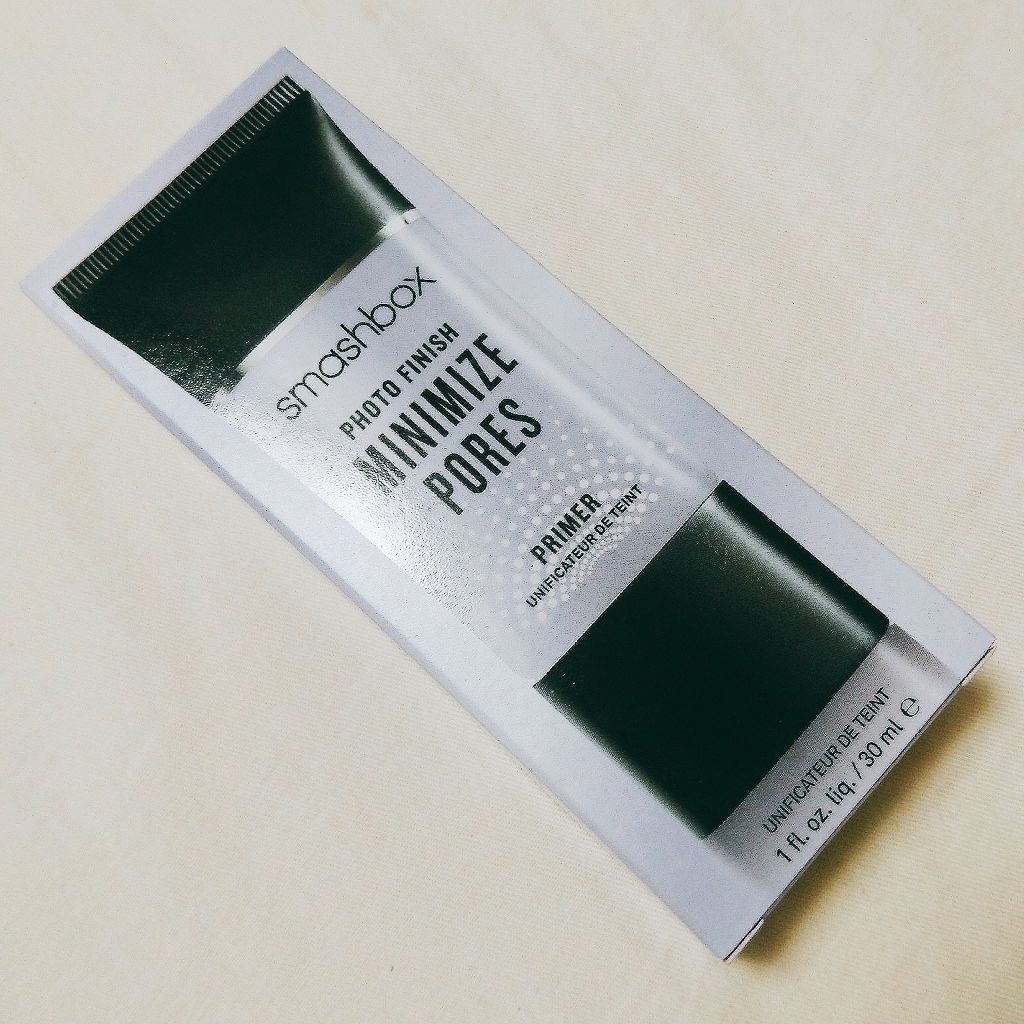 smashbox
PHOTO FINISH
MINIMIZE
PORES
PRIMER
UNIFICATEUR DE TEINT
UNIFICATEUR DE TEINT
1 fl. oz. liq. / 30 ml ℮